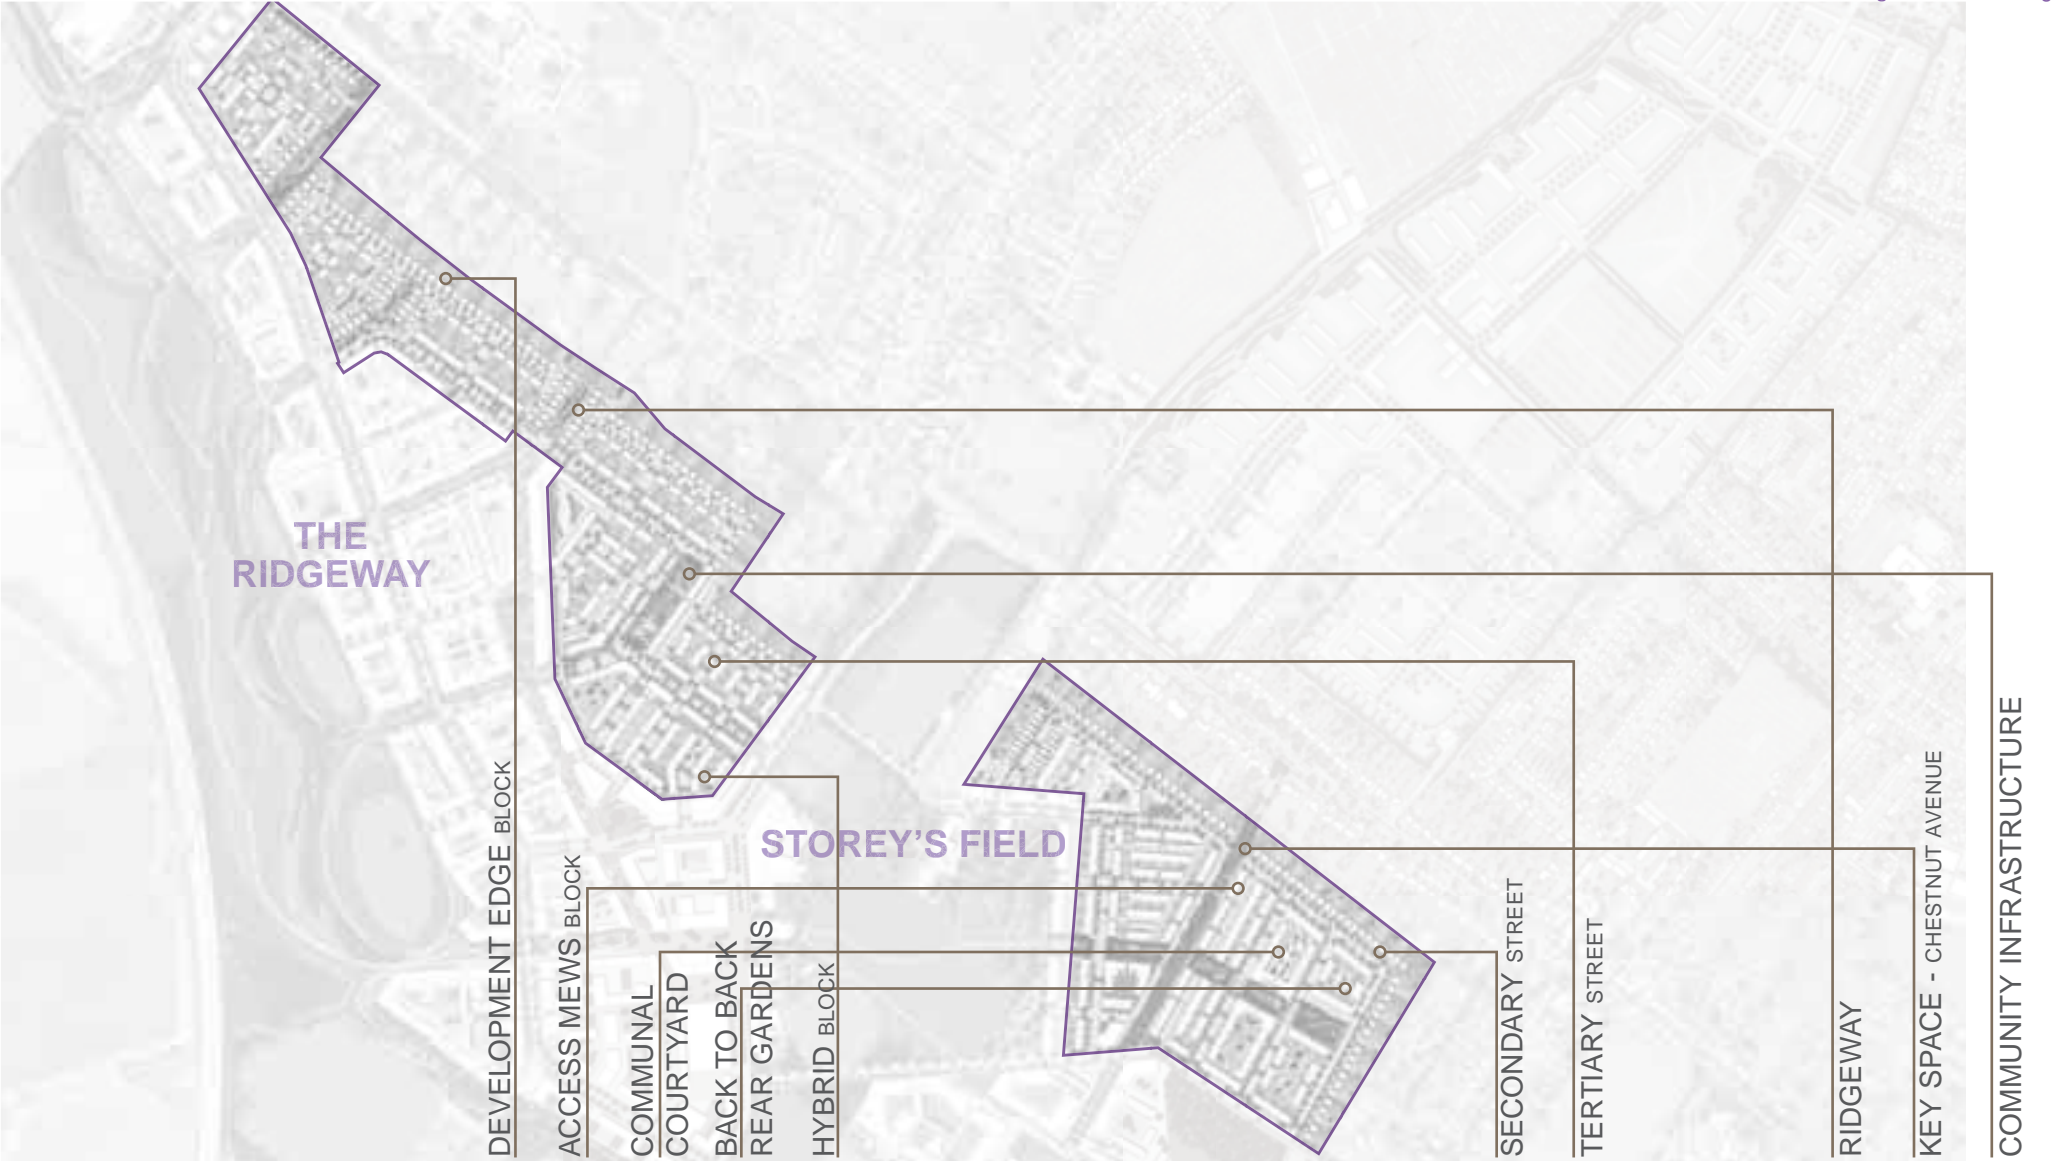 THE
RIDGEWAY
STOREY’S FIELD
DEVELOPMENT EDGE BLOCK
ACCESS MEWS BLOCK
COMMUNAL
COURTYARD
BACK TO BACK
REAR GARDENS
HYBRID BLOCK
SECONDARY STREET
TERTIARY STREET
RIDGEWAY
KEY SPACE - CHESTNUT AVENUE
COMMUNITY INFRASTRUCTURE